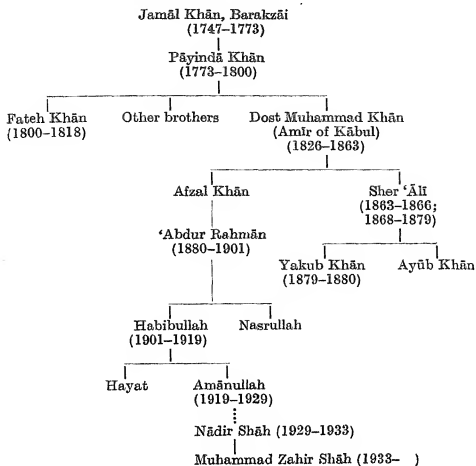 Jamāl Khān, Barakzāi
(1747–1773)
Pāyindā Khān
(1773–1800)
Fateh Khān
(1800–1818)
Other brothers
Dost Muhammad Khān
(Amīr of Kābul)
(1826–1863)
Afzal Khān
Sher ‘Ālī
(1863–1866;
1868–1879)
‘Abdur Rahmān
(1880–1901)
Yakub Khān
(1879–1880)
Ayūb Khān
Habibullah
(1901–1919)
Nasrullah
Hayat
Amānullah
(1919–1929)
Nādir Shāh (1929–1933)
Muhammad Zahir Shāh (1933– )